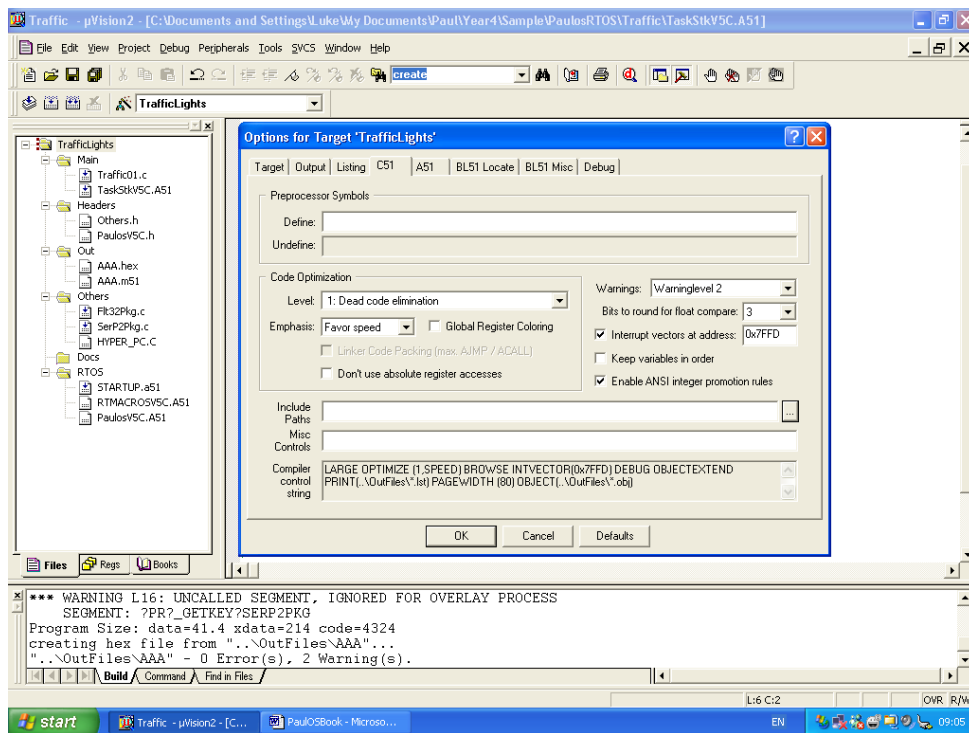 Traffic - µVision2 - [C:\Documents and Settings\Luke\My Documents\Paul\Year4\Sample\PaulosRTOS\Traffic\TaskStkV5C.A51]
File Edit View Project Debug Peripherals Tools SVCS Window Help
create
TrafficLights
TrafficLights
Main
Traffic01.c
TaskStkV5C.A51
Headers
Others.h
PaulosV5C.h
Out
AAA.hex
AAA.m51
Others
Flt32Pkg.c
SerP2Pkg.c
HYPER_PC.C
Docs
RTOS
STARTUP.a51
RTMACROSV5C.A51
PaulosV5C.A51
Files Regs Books
Options for Target 'TrafficLights'
Target Output Listing C51 A51 BL51 Locate BL51 Misc Debug
Preprocessor Symbols
Define:
Undefine:
Code Optimization
Level: 1: Dead code elimination
Emphasis: Favor speed Global Register Coloring
Linker Code Packing (max. AJMP / ACALL)
Don't use absolute register accesses
Warnings: Warninglevel 2
Bits to round for float compare: 3
Interrupt vectors at address: 0x7FFD
Keep variables in order
Enable ANSI integer promotion rules
Include
Paths
...
Misc
Controls
Compiler
control
string
LARGE OPTIMIZE (1,SPEED) BROWSE INTVECTOR(0x7FFD) DEBUG OBJECTEXTEND
PRINT(..\OutFiles\*.lst) PAGEWIDTH (80) OBJECT(..\OutFiles\*.obj)
OK Cancel Defaults
*** WARNING L16: UNCALLED SEGMENT, IGNORED FOR OVERLAY PROCESS
SEGMENT: ?PR?_GETKEY?SERP2PKG
Program Size: data=41.4 xdata=214 code=4324
creating hex file from "..\OutFiles\AAA"...
"..\OutFiles\AAA" - 0 Error(s), 2 Warning(s).
Build Command Find in Files
L:6 C:2 OVR R/W
start Traffic - µVision2 - [C... PaulOSBook - Microso... EN 09:05